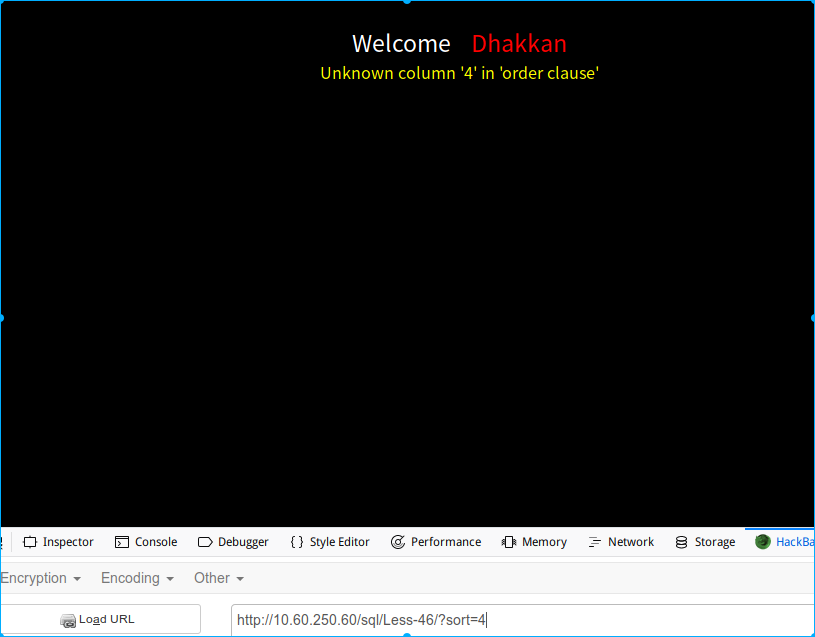 Welcome Dhakkan
Unknown column '4' in 'order clause'
Inspector Console Debugger { } Style Editor Performance Memory Network Storage HackBa
Encryption Encoding Other
Load URL
http://10.60.250.60/sql/Less-46/?sort=4